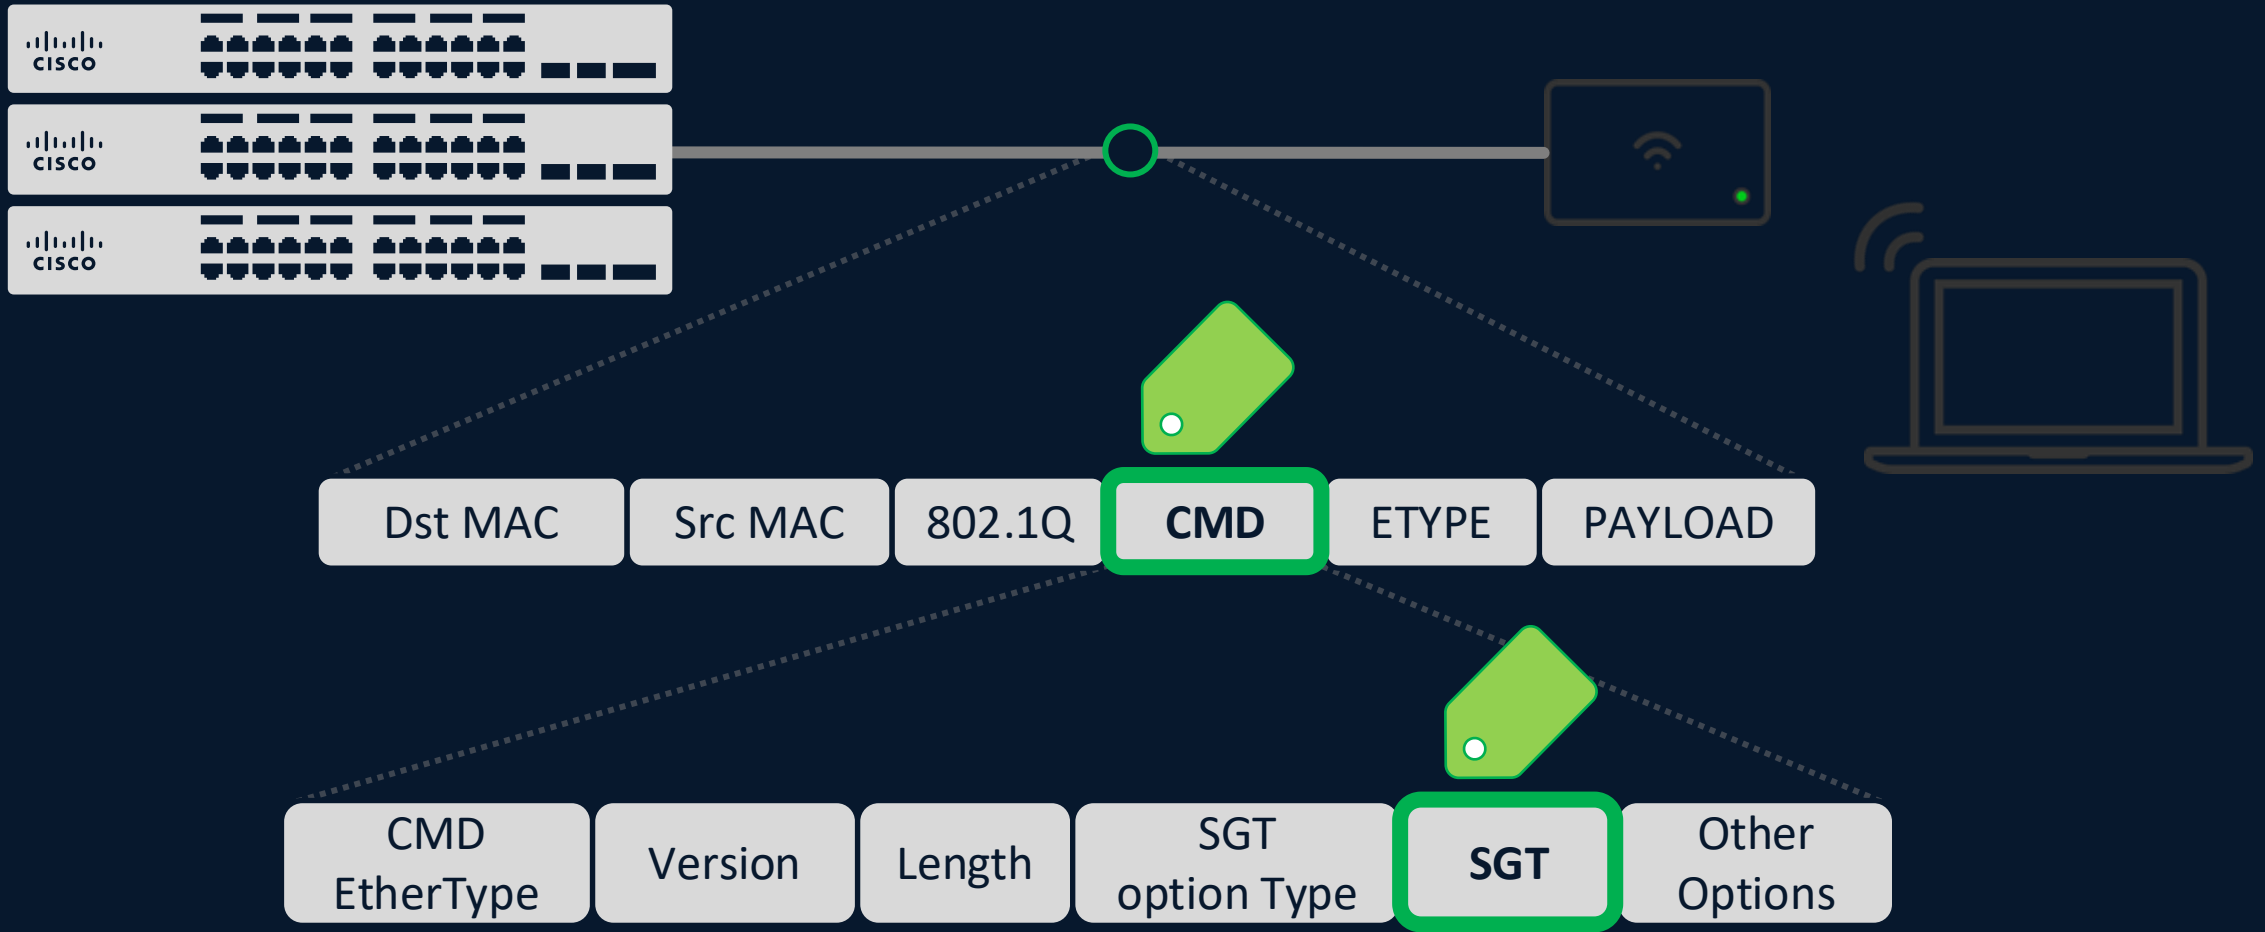 CISCO
CISCO
CISCO
Dst MAC
Src MAC
802.1Q
CMD
ETYPE
PAYLOAD
CMD
EtherType
Version
Length
SGT
option Type
SGT
Other
Options